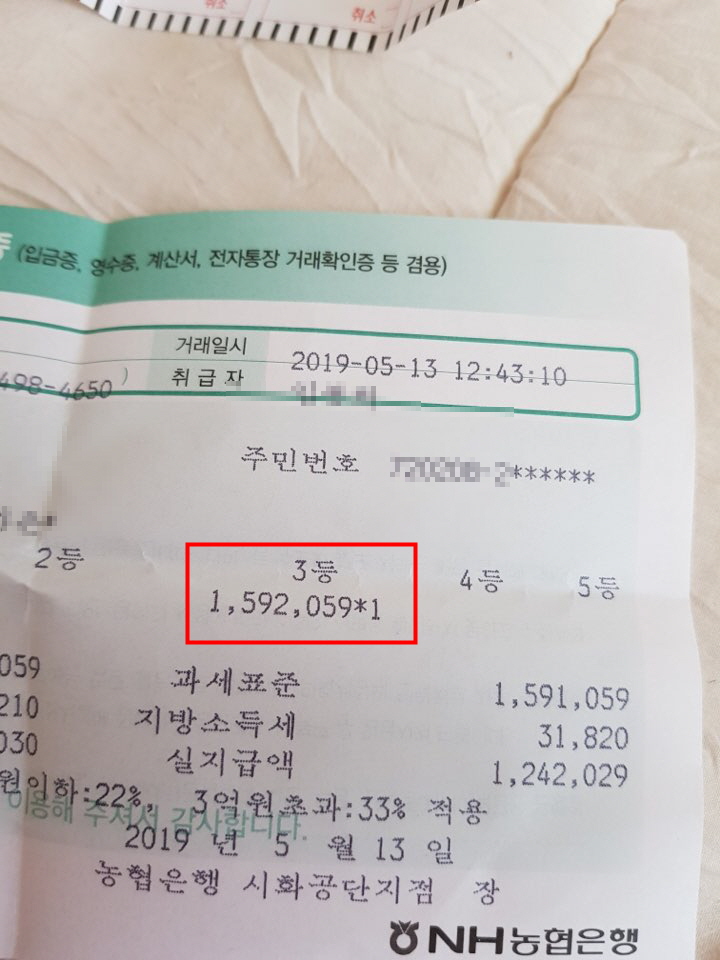 취소
취소
(입금증, 영수증, 계산서, 전자통장 거래확인증 등 겸용)
거래일시 2019-05-13 12:43:10
498-4650 ) 취급자
주민번호 ******
2등 3등 4등 5등
1,592,059*1
059 과세표준 1,591,059
210 지방소득세 31,820
030 실지급액 1,242,029
원이하:22%, 3억원초과:33% 적용
이용해 주셔서 감사합니다.
2019 년 5 월 13 일
농협은행 시화공단지점 장
NH농협은행